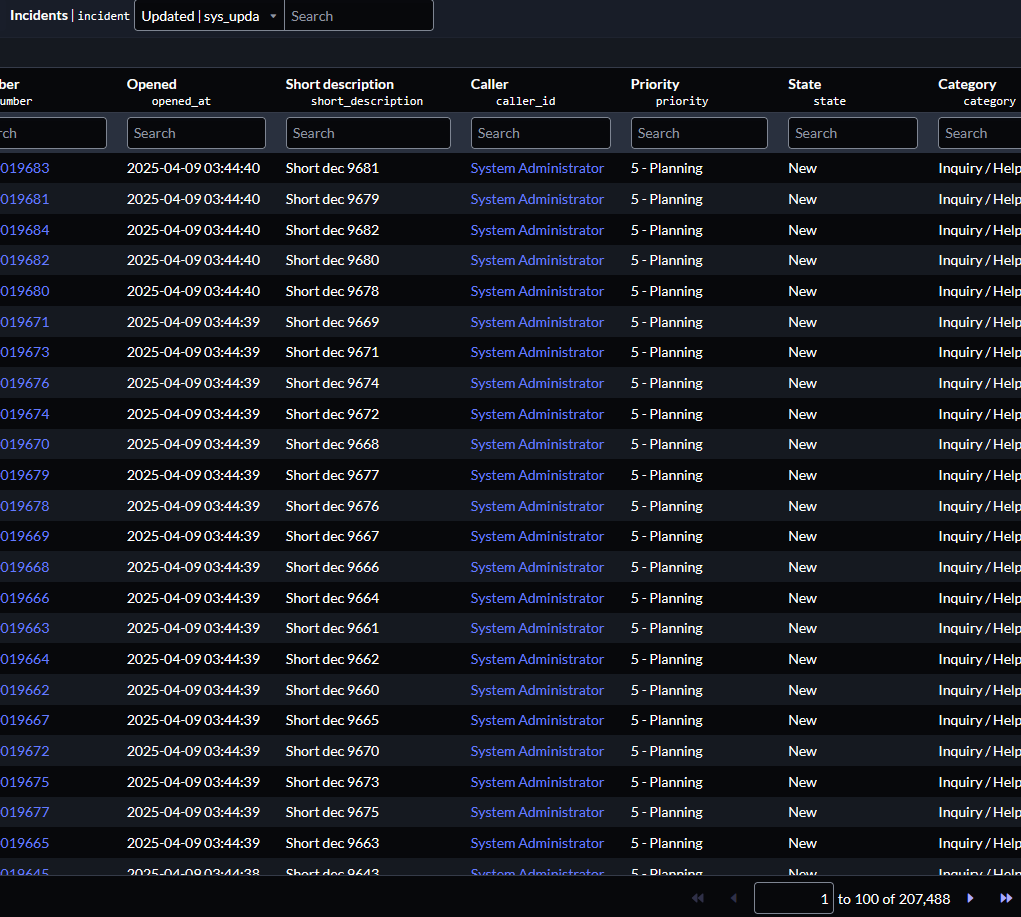 Incidents | incident Updated | sys_upda Search
ber Opened Short description Caller Priority State Category
umber opened_at short_description caller_id priority state category
rch Search Search Search Search Search Search
019683 2025-04-09 03:44:40 Short dec 9681 System Administrator 5 - Planning New Inquiry / Help
019681 2025-04-09 03:44:40 Short dec 9679 System Administrator 5 - Planning New Inquiry / Help
019684 2025-04-09 03:44:40 Short dec 9682 System Administrator 5 - Planning New Inquiry / Help
019682 2025-04-09 03:44:40 Short dec 9680 System Administrator 5 - Planning New Inquiry / Help
019680 2025-04-09 03:44:40 Short dec 9678 System Administrator 5 - Planning New Inquiry / Help
019671 2025-04-09 03:44:39 Short dec 9669 System Administrator 5 - Planning New Inquiry / Help
019673 2025-04-09 03:44:39 Short dec 9671 System Administrator 5 - Planning New Inquiry / Help
019676 2025-04-09 03:44:39 Short dec 9674 System Administrator 5 - Planning New Inquiry / Help
019674 2025-04-09 03:44:39 Short dec 9672 System Administrator 5 - Planning New Inquiry / Help
019670 2025-04-09 03:44:39 Short dec 9668 System Administrator 5 - Planning New Inquiry / Help
019679 2025-04-09 03:44:39 Short dec 9677 System Administrator 5 - Planning New Inquiry / Help
019678 2025-04-09 03:44:39 Short dec 9676 System Administrator 5 - Planning New Inquiry / Help
019669 2025-04-09 03:44:39 Short dec 9667 System Administrator 5 - Planning New Inquiry / Help
019668 2025-04-09 03:44:39 Short dec 9666 System Administrator 5 - Planning New Inquiry / Help
019666 2025-04-09 03:44:39 Short dec 9664 System Administrator 5 - Planning New Inquiry / Help
019663 2025-04-09 03:44:39 Short dec 9661 System Administrator 5 - Planning New Inquiry / Help
019664 2025-04-09 03:44:39 Short dec 9662 System Administrator 5 - Planning New Inquiry / Help
019662 2025-04-09 03:44:39 Short dec 9660 System Administrator 5 - Planning New Inquiry / Help
019667 2025-04-09 03:44:39 Short dec 9665 System Administrator 5 - Planning New Inquiry / Help
019672 2025-04-09 03:44:39 Short dec 9670 System Administrator 5 - Planning New Inquiry / Help
019675 2025-04-09 03:44:39 Short dec 9673 System Administrator 5 - Planning New Inquiry / Help
019677 2025-04-09 03:44:39 Short dec 9675 System Administrator 5 - Planning New Inquiry / Help
019665 2025-04-09 03:44:39 Short dec 9663 System Administrator 5 - Planning New Inquiry / Help
019645 2025-04-09 03:44:38 Short dec 9643 System Administrator 5 - Planning New Inquiry / Help
1 to 100 of 207,488